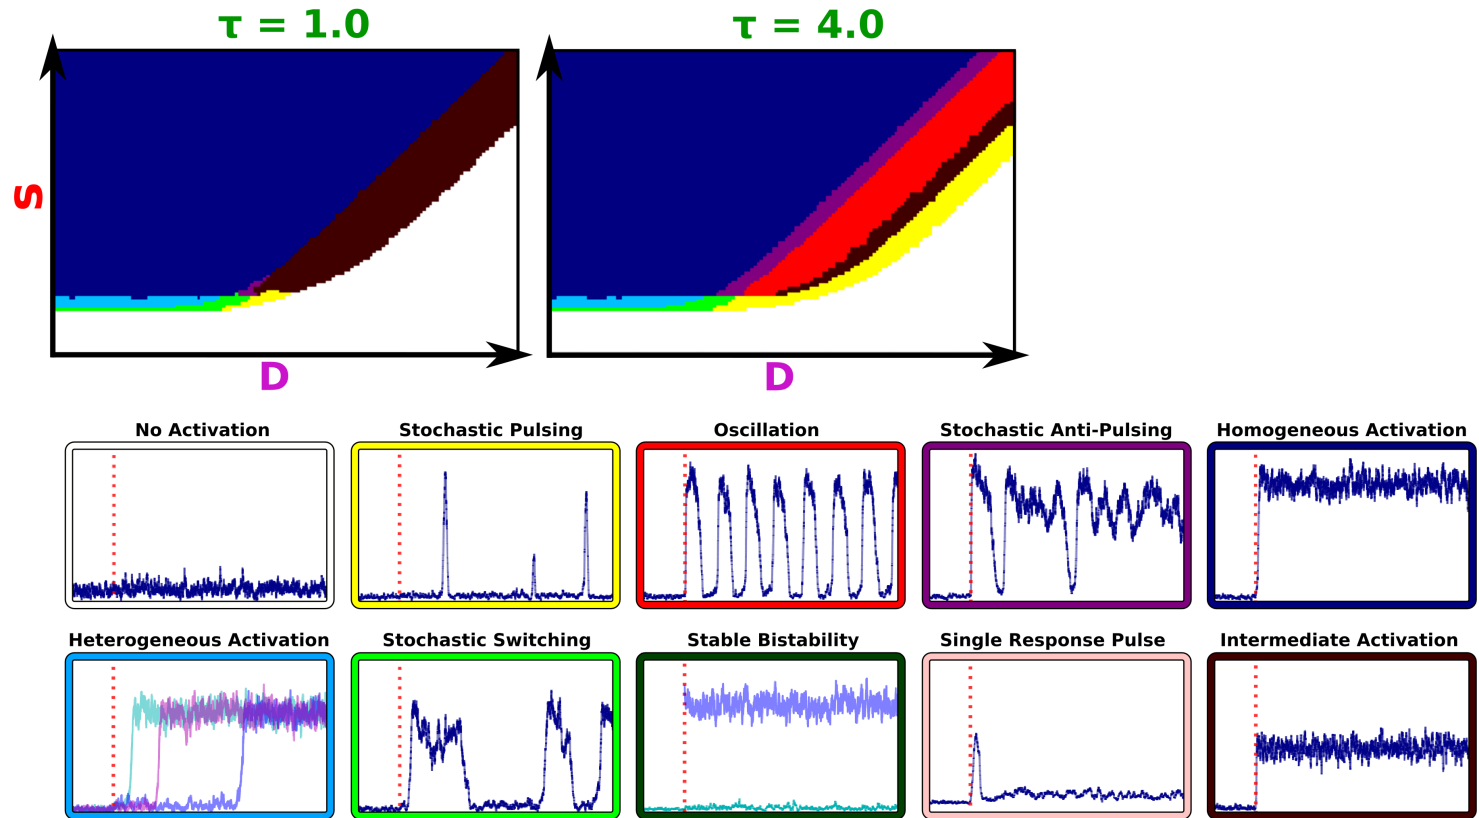 τ = 1.0
τ = 4.0
S
D
D
No Activation
Stochastic Pulsing
Oscillation
Stochastic Anti-Pulsing
Homogeneous Activation
Heterogeneous Activation
Stochastic Switching
Stable Bistability
Single Response Pulse
Intermediate Activation